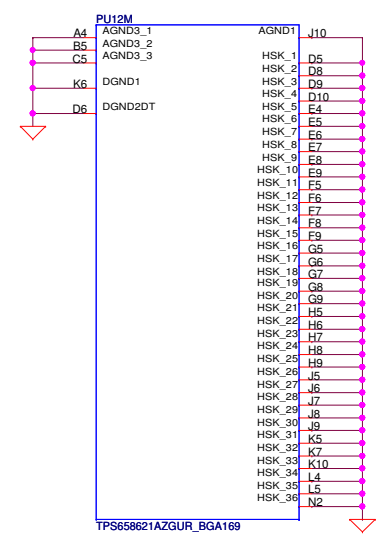 PU12M
A4 AGND3_1 AGND1 J10
B5 AGND3_2
C5 AGND3_3 HSK_1 D5
HSK_2 D8
K6 DGND1 HSK_3 D9
HSK_4 D10
D6 DGND2DT HSK_5 E4
HSK_6 E5
HSK_7 E6
HSK_8 E7
HSK_9 E8
HSK_10 E9
HSK_11 F5
HSK_12 F6
HSK_13 F7
HSK_14 F8
HSK_15 F9
HSK_16 G5
HSK_17 G6
HSK_18 G7
HSK_19 G8
HSK_20 G9
HSK_21 H5
HSK_22 H6
HSK_23 H7
HSK_24 H8
HSK_25 H9
HSK_26 J5
HSK_27 J6
HSK_28 J7
HSK_29 J8
HSK_30 J9
HSK_31 K5
HSK_32 K7
HSK_33 K10
HSK_34 L4
HSK_35 L5
HSK_36 N2
TPS658621AZGUR_BGA169